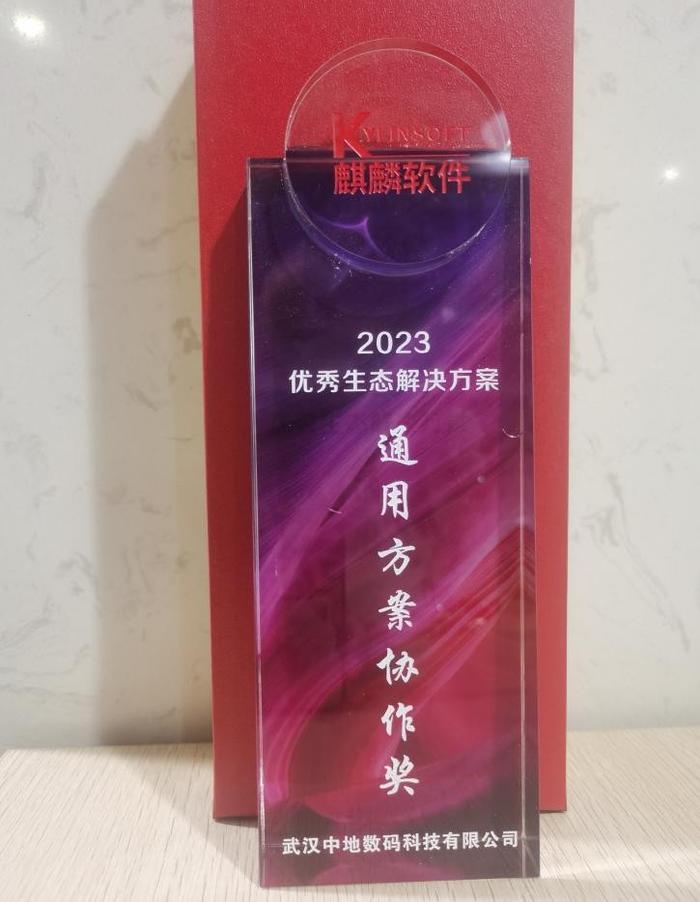 KYLINSOFT
麒麟软件
2023
优秀生态解决方案
通用方案协作奖
武汉中地数码科技有限公司